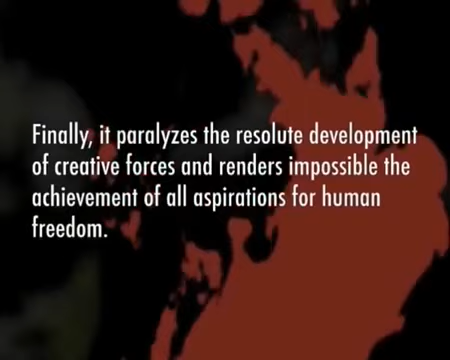 Finally, it paralyzes the resolute development
of creative forces and renders impossible the
achievement of all aspirations for human
freedom.